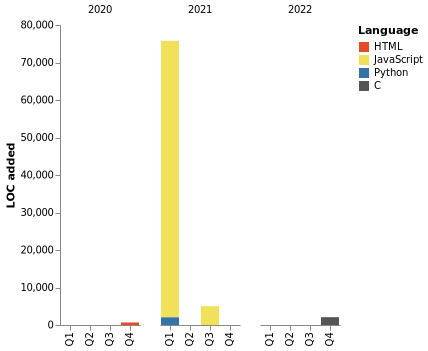 2020 2021 2022
Language
HTML
JavaScript
Python
C
LOC added
80,000
70,000
60,000
50,000
40,000
30,000
20,000
10,000
0
Q1 Q2 Q3 Q4 Q1 Q2 Q3 Q4 Q1 Q2 Q3 Q4